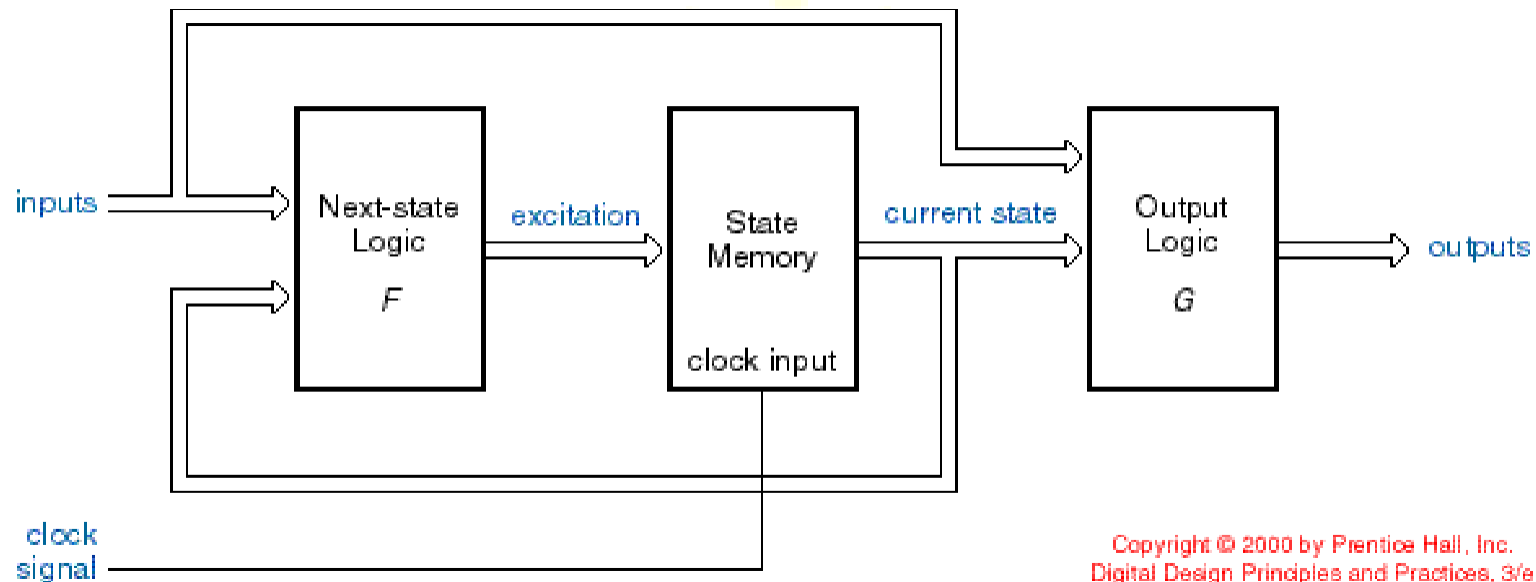 inputs
Next-state
Logic
F
excitation
State
Memory
clock input
current state
Output
Logic
G
outputs
clock
signal
Copyright © 2000 by Prentice Hall, Inc.
Digital Design Principles and Practices, 3/e